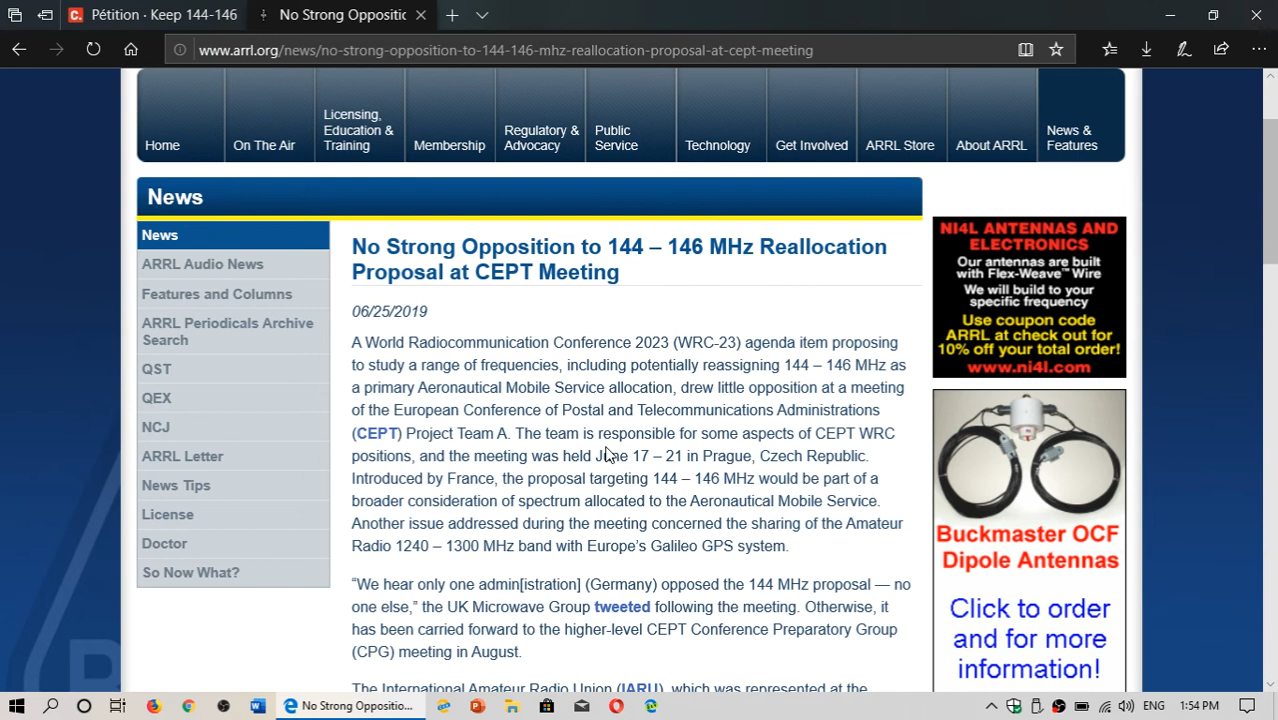 Pétition · Keep 144-146
No Strong Oppositic
www.arrl.org/news/no-strong-opposition-to-144-146-mhz-reallocation-proposal-at-cept-meeting
Home
On The Air
Licensing,
Education &
Training
Membership
Regulatory &
Advocacy
Public
Service
Technology
Get Involved
ARRL Store
About ARRL
News &
Features
News
News
ARRL Audio News
Features and Columns
ARRL Periodicals Archive
Search
QST
QEX
NCJ
ARRL Letter
News Tips
License
Doctor
So Now What?
No Strong Opposition to 144 – 146 MHz Reallocation
Proposal at CEPT Meeting
06/25/2019
A World Radiocommunication Conference 2023 (WRC-23) agenda item proposing
to study a range of frequencies, including potentially reassigning 144 – 146 MHz as
a primary Aeronautical Mobile Service allocation, drew little opposition at a meeting
of the European Conference of Postal and Telecommunications Administrations
(CEPT) Project Team A. The team is responsible for some aspects of CEPT WRC
positions, and the meeting was held June 17 – 21 in Prague, Czech Republic.
Introduced by France, the proposal targeting 144 – 146 MHz would be part of a
broader consideration of spectrum allocated to the Aeronautical Mobile Service.
Another issue addressed during the meeting concerned the sharing of the Amateur
Radio 1240 – 1300 MHz band with Europe's Galileo GPS system.
“We hear only one admin[istration] (Germany) opposed the 144 MHz proposal — no
one else,” the UK Microwave Group tweeted following the meeting. Otherwise, it
has been carried forward to the higher-level CEPT Conference Preparatory Group
(CPG) meeting in August.
The International Amateur Radio Union (IARU), which was represented at the
NI4L ANTENNAS AND
ELECTRONICS
Our antennas are built
with Flex-Weave™ Wire
We will build to your
specific frequency
Use coupon code
ARRL at check out for
10% off your total order!
www.ni4l.com
Buckmaster OCF
Dipole Antennas
Click to order
and for more
information!
No Strong Oppositio...
ENG
1:54 PM